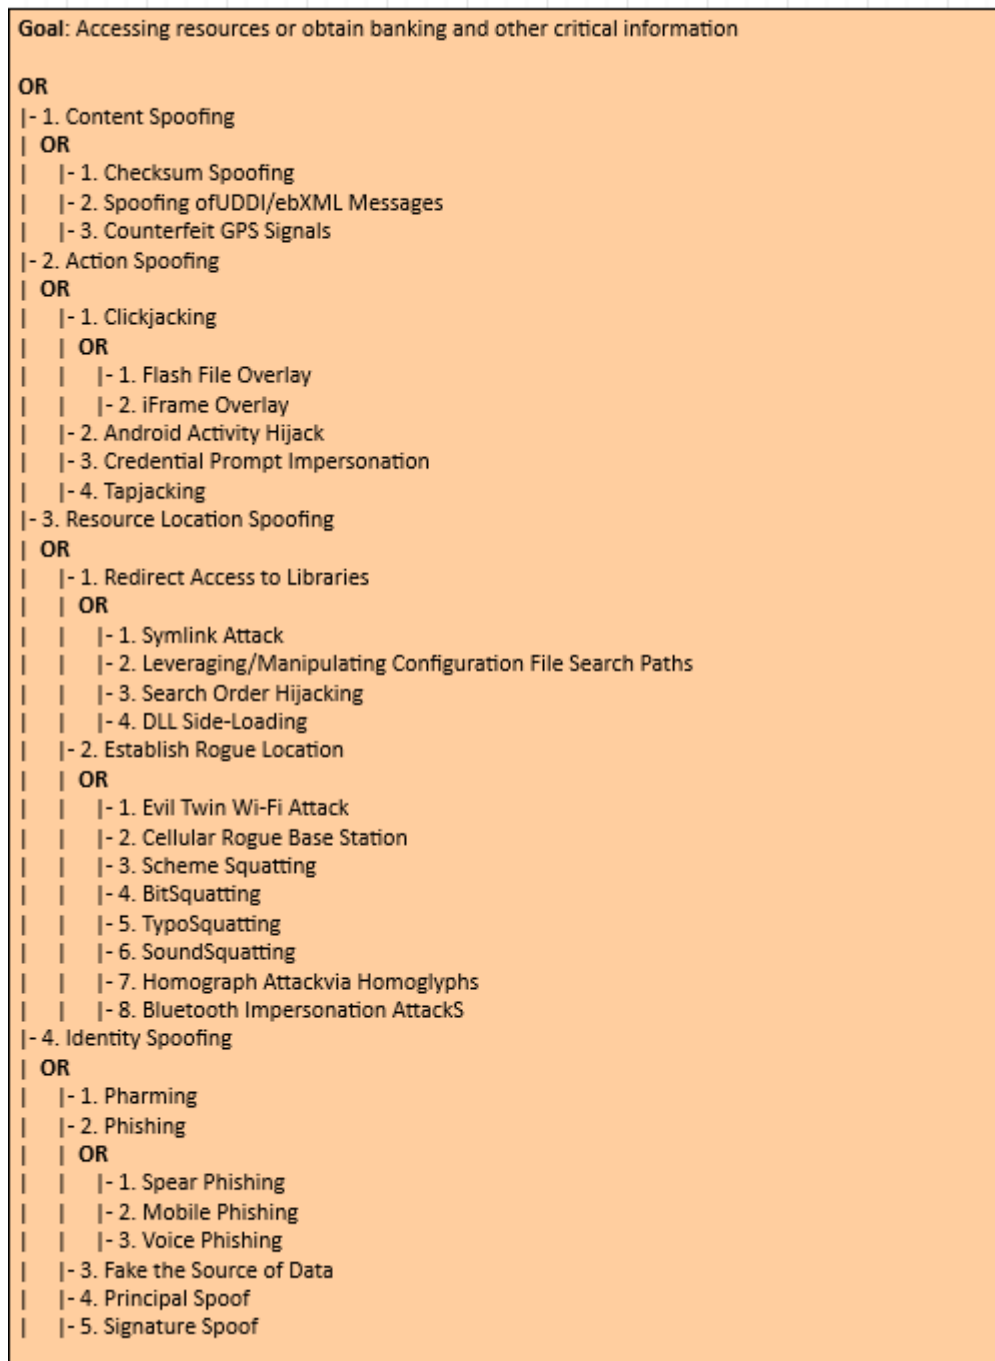 Goal: Accessing resources or obtain banking and other critical information
OR
|- 1. Content Spoofing
| OR
| |- 1. Checksum Spoofing
| |- 2. Spoofing ofUDDI/ebXML Messages
| |- 3. Counterfeit GPS Signals
|- 2. Action Spoofing
| OR
| |- 1. Clickjacking
| | OR
| | |- 1. Flash File Overlay
| | |- 2. iFrame Overlay
| |- 2. Android Activity Hijack
| |- 3. Credential Prompt Impersonation
| |- 4. Tapjacking
|- 3. Resource Location Spoofing
| OR
| |- 1. Redirect Access to Libraries
| | OR
| | |- 1. Symlink Attack
| | |- 2. Leveraging/Manipulating Configuration File Search Paths
| | |- 3. Search Order Hijacking
| | |- 4. DLL Side-Loading
| |- 2. Establish Rogue Location
| | OR
| | |- 1. Evil Twin Wi-Fi Attack
| | |- 2. Cellular Rogue Base Station
| | |- 3. Scheme Squatting
| | |- 4. BitSquatting
| | |- 5. TypoSquatting
| | |- 6. SoundSquatting
| | |- 7. Homograph Attackvia Homoglyphs
| | |- 8. Bluetooth Impersonation AttackS
|- 4. Identity Spoofing
| OR
| |- 1. Pharming
| |- 2. Phishing
| | OR
| | |- 1. Spear Phishing
| | |- 2. Mobile Phishing
| | |- 3. Voice Phishing
| |- 3. Fake the Source of Data
| |- 4. Principal Spoof
| |- 5. Signature Spoof